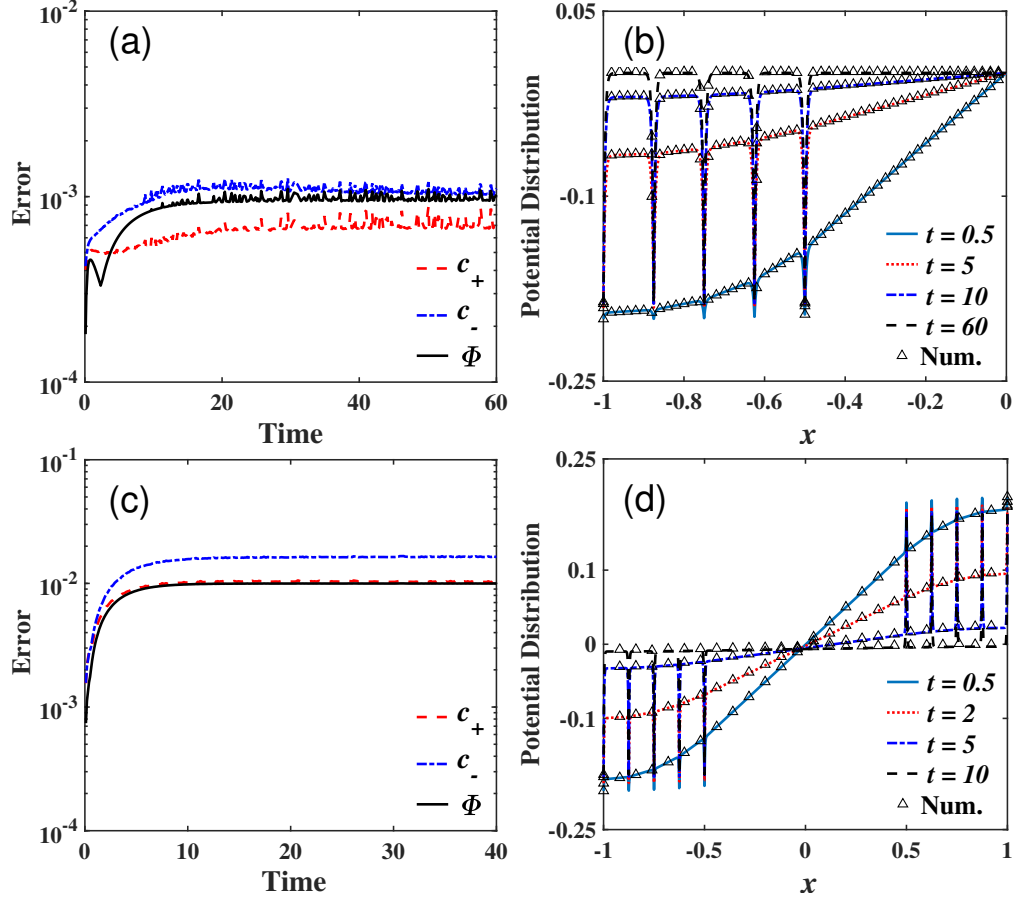 (a)
10⁻²
10⁻³
10⁻⁴
Error
0 20 40 60
Time
c₊
c₋
Φ
(b)
0.05
-0.1
-0.25
Potential Distribution
-1 -0.8 -0.6 -0.4 -0.2 0
x
t = 0.5
t = 5
t = 10
t = 60
Num.
(c)
10⁻¹
10⁻²
10⁻³
10⁻⁴
Error
0 10 20 30 40
Time
c₊
c₋
Φ
(d)
0.25
0.1
0
-0.1
-0.25
Potential Distribution
-1 -0.5 0 0.5 1
x
t = 0.5
t = 2
t = 5
t = 10
Num.